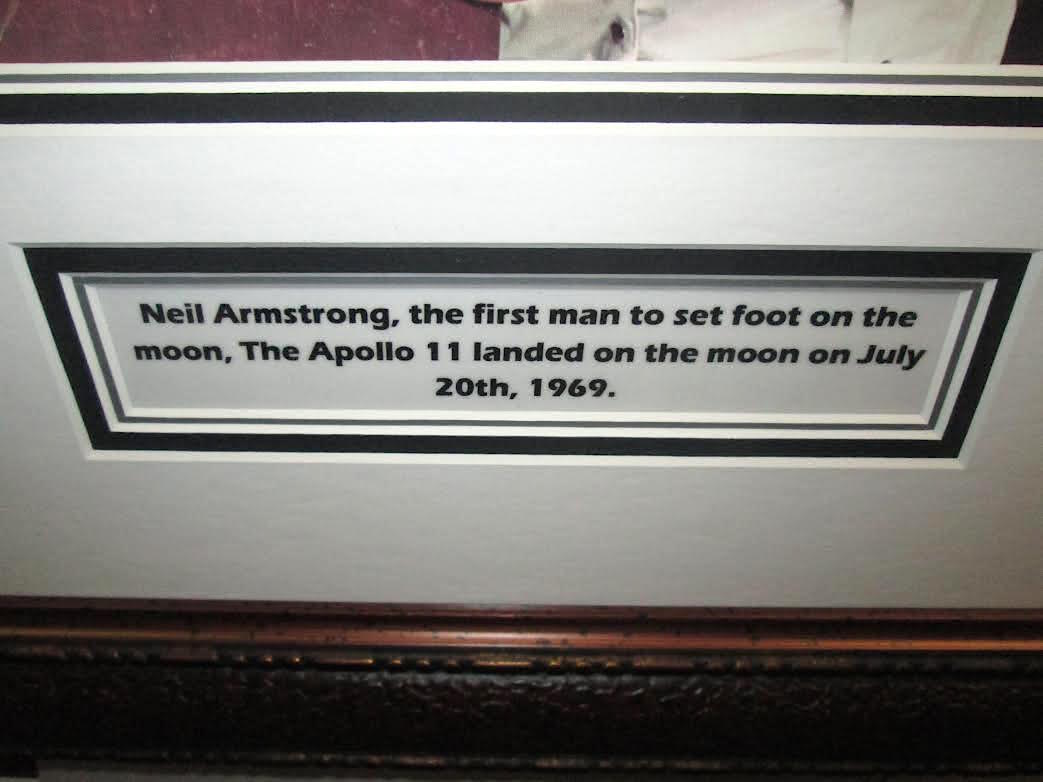 Neil Armstrong, the first man to set foot on the
moon, The Apollo 11 landed on the moon on July
20th, 1969.